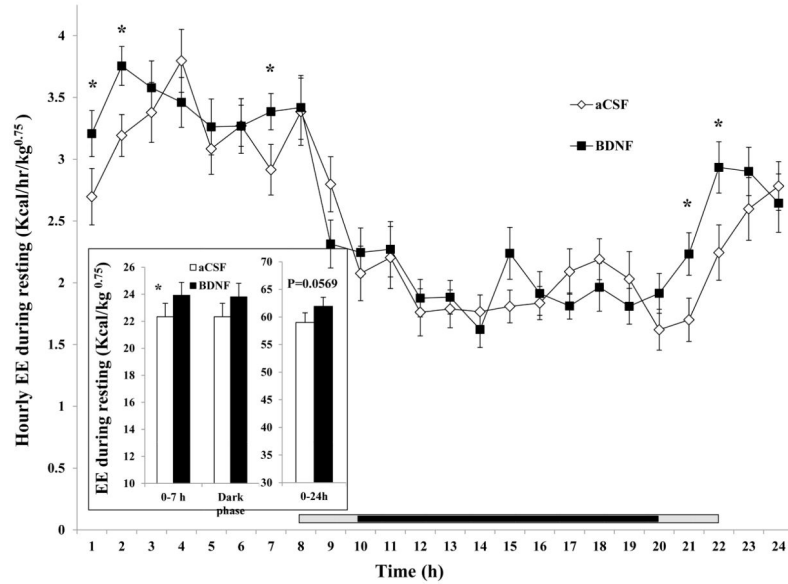 4
3.5
3
2.5
2
1.5
1
0.5
0
Hourly EE during resting (Kcal/hr/kg0.75)
*
*
*
*
*
aCSF
BDNF
EE during resting (Kcal/kg0.75)
26
24
22
20
18
16
14
12
10
aCSF
BDNF
*
0-7 h
Dark phase
70
65
60
55
50
45
40
35
30
P=0.0569
0-24h
1 2 3 4 5 6 7 8 9 10 11 12 13 14 15 16 17 18 19 20 21 22 23 24
Time (h)